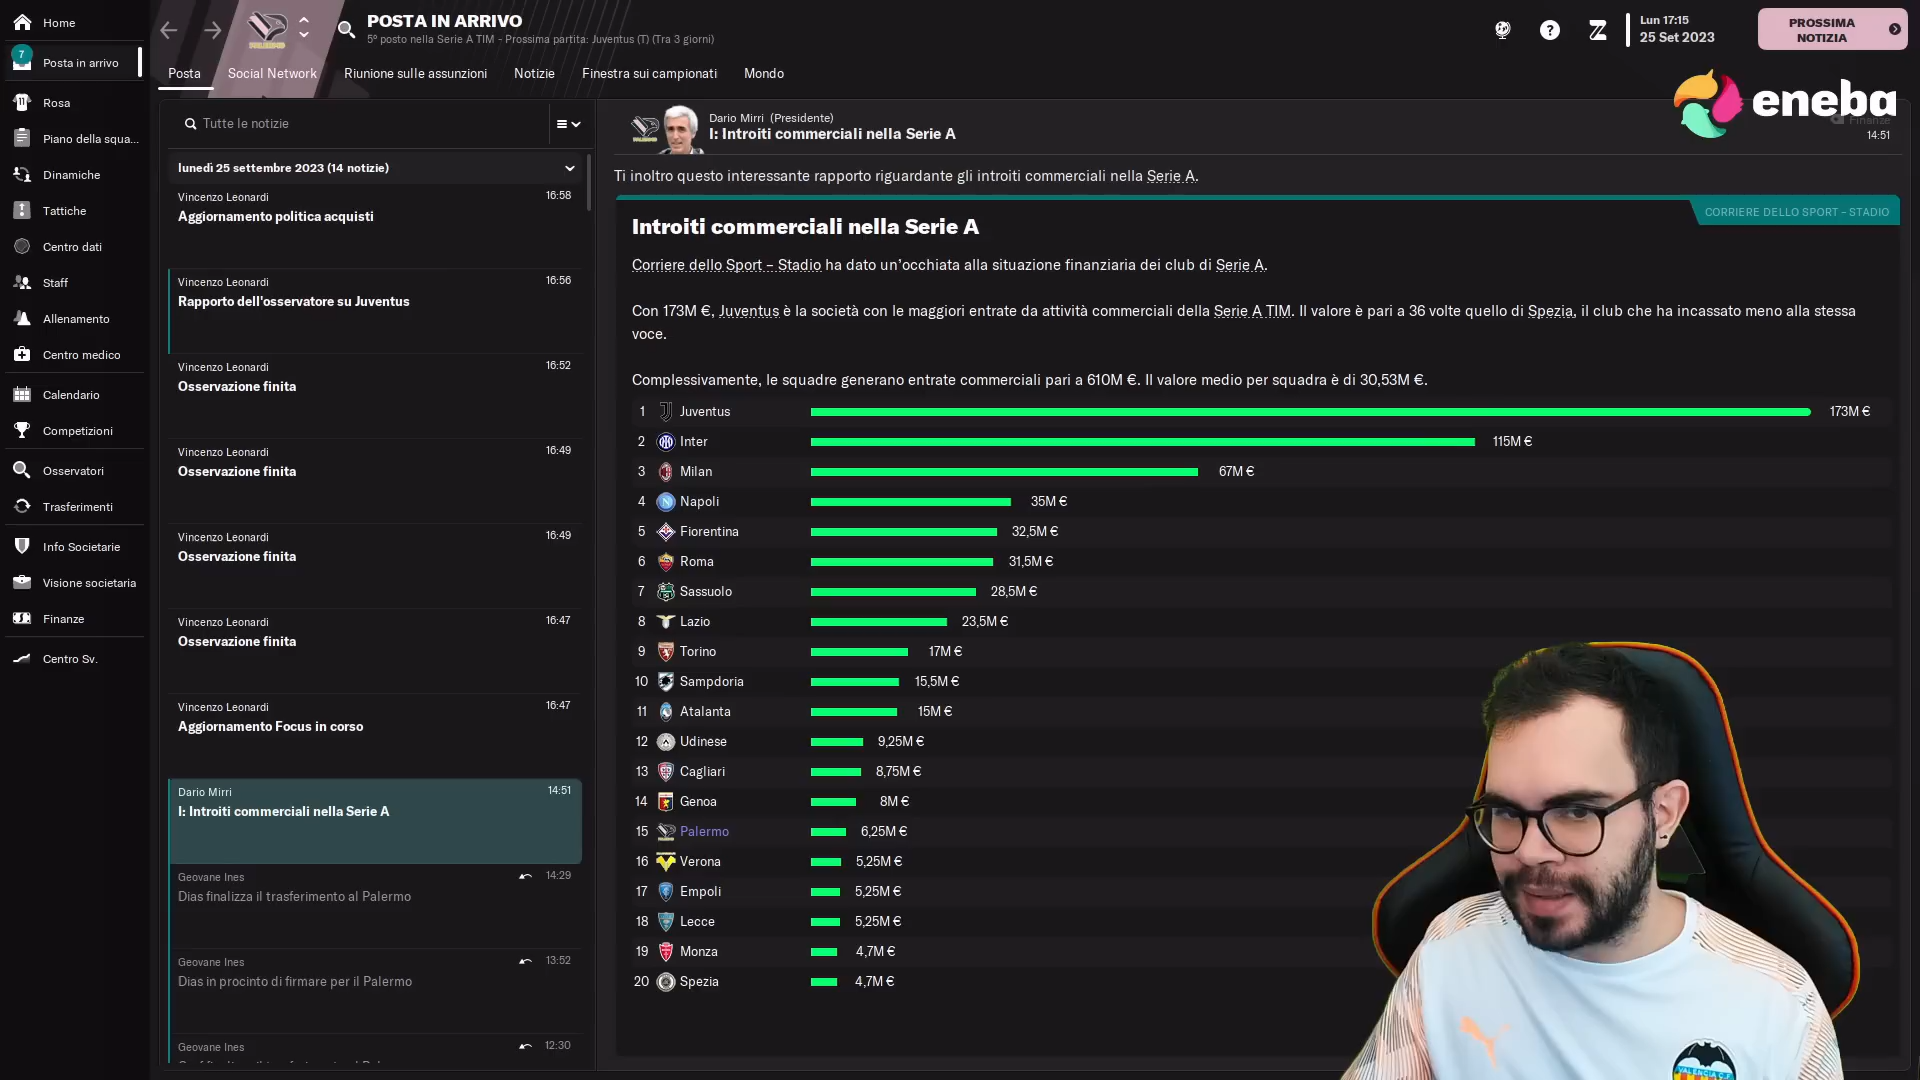 Home
7
Posta in arrivo
Rosa
Piano della squa...
Dinamiche
Tattiche
Centro dati
Staff
Allenamento
Centro medico
Calendario
Competizioni
Osservatori
Trasferimenti
Info Societarie
Visione societaria
Finanze
Centro Sv.
POSTA IN ARRIVO
5º posto nella Serie A TIM - Prossima partita: Juventus (T) (Tra 3 giorni)
Lun 17:15
25 Set 2023
PROSSIMA
NOTIZIA
Posta
Social Network
Riunione sulle assunzioni
Notizie
Finestra sui campionati
Mondo
eneba
Tutte le notizie
lunedì 25 settembre 2023 (14 notizie)
Vincenzo Leonardi 16:58
Aggiornamento politica acquisti
Vincenzo Leonardi 16:56
Rapporto dell'osservatore su Juventus
Vincenzo Leonardi 16:52
Osservazione finita
Vincenzo Leonardi 16:49
Osservazione finita
Vincenzo Leonardi 16:49
Osservazione finita
Vincenzo Leonardi 16:47
Osservazione finita
Vincenzo Leonardi 16:47
Aggiornamento Focus in corso
Dario Mirri 14:51
I: Introiti commerciali nella Serie A
Geovane Ines 14:29
Dias finalizza il trasferimento al Palermo
Geovane Ines 13:52
Dias in procinto di firmare per il Palermo
Geovane Ines 12:30
Dario Mirri (Presidente)
I: Introiti commerciali nella Serie A
Finanze
14:51
Ti inoltro questo interessante rapporto riguardante gli introiti commerciali nella Serie A.
CORRIERE DELLO SPORT - STADIO
Introiti commerciali nella Serie A
Corriere dello Sport – Stadio ha dato un'occhiata alla situazione finanziaria dei club di Serie A.
Con 173M €, Juventus è la società con le maggiori entrate da attività commerciali della Serie A TIM. Il valore è pari a 36 volte quello di Spezia, il club che ha incassato meno alla stessa
voce.
Complessivamente, le squadre generano entrate commerciali pari a 610M €. Il valore medio per squadra è di 30,53M €.
1 Juventus 173M €
2 Inter 115M €
3 Milan 67M €
4 Napoli 35M €
5 Fiorentina 32,5M €
6 Roma 31,5M €
7 Sassuolo 28,5M €
8 Lazio 23,5M €
9 Torino 17M €
10 Sampdoria 15,5M €
11 Atalanta 15M €
12 Udinese 9,25M €
13 Cagliari 8,75M €
14 Genoa 8M €
15 Palermo 6,25M €
16 Verona 5,25M €
17 Empoli 5,25M €
18 Lecce 5,25M €
19 Monza 4,7M €
20 Spezia 4,7M €
VALENCIA C.F.